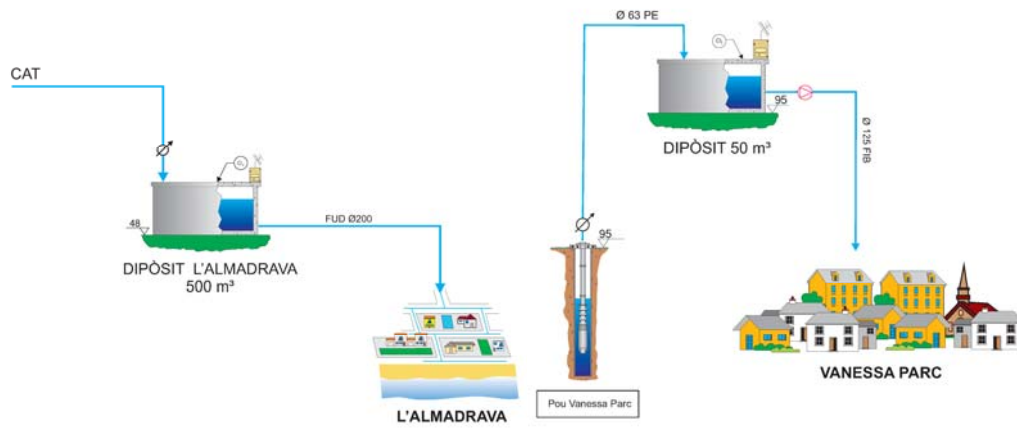 CAT
48
DIPÒSIT L'ALMADRAVA
500 m³
FUD Ø200
L'ALMADRAVA
Ø 63 PE
95
Pou Vanessa Parc
95
DIPÒSIT 50 m³
Ø 125 FIB
VANESSA PARC